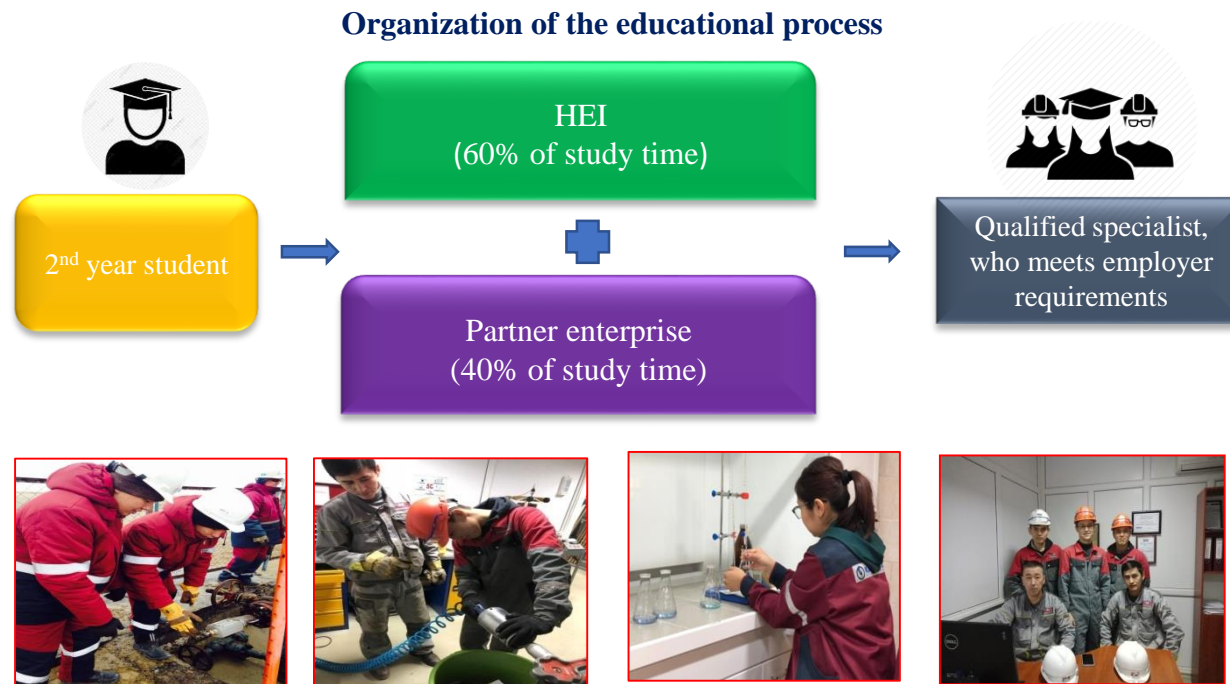 Organization of the educational process
HEI
(60% of study time)
2nd year student
Qualified specialist,
who meets employer
requirements
Partner enterprise
(40% of study time)
DELL